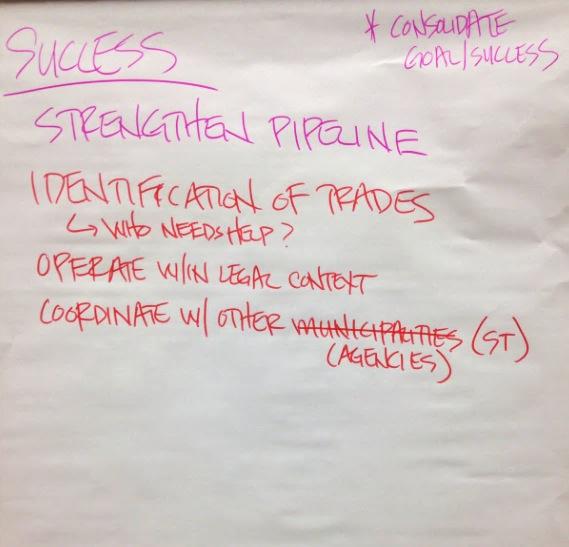 SUCCESS
* CONSOLIDATE
GOAL/SUCCESS
STRENGTHEN PIPELINE
IDENTIFICATION OF TRADES
↳ WHO NEEDS HELP?
OPERATE W/IN LEGAL CONTEXT
COORDINATE W/ OTHER MUNICIPALITIES (ST)
(AGENCIES)